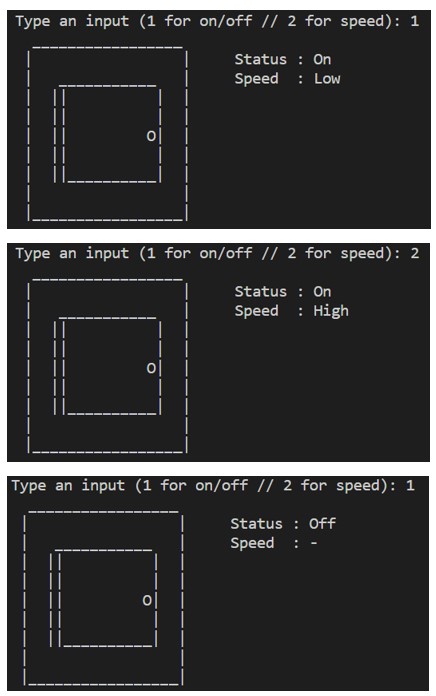 Type an input (1 for on/off // 2 for speed): 1
Status : On
Speed  : Low
O
Type an input (1 for on/off // 2 for speed): 2
Status : On
Speed  : High
O
Type an input (1 for on/off // 2 for speed): 1
Status : Off
Speed  : -
O